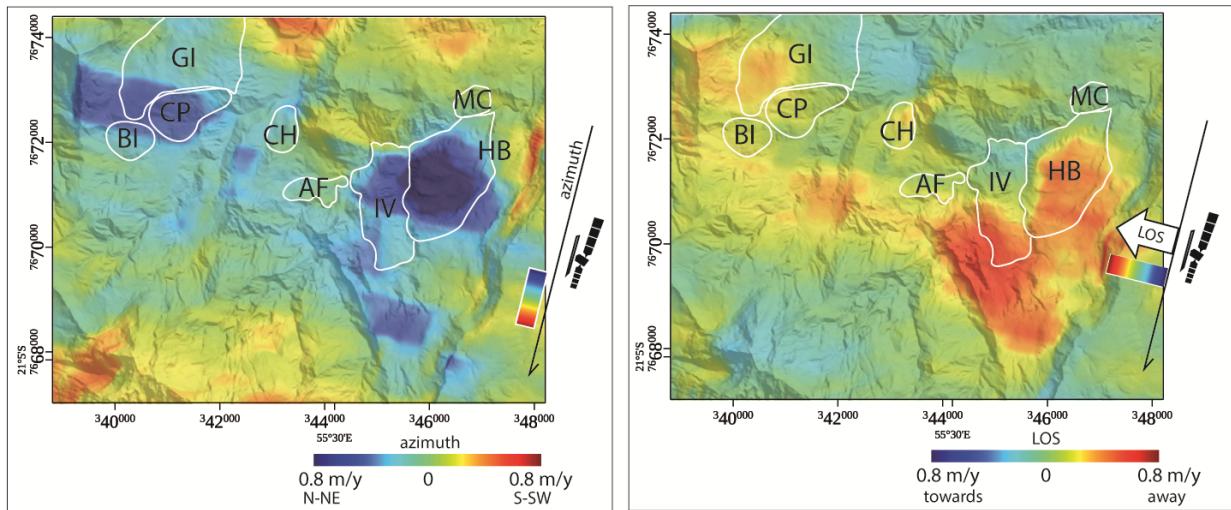 7674000
7672000
7670000
7668000
21°5'S
GI
CP
BI
CH
AF
MC
HB
IV
azimuth
340000
342000
344000
346000
348000
55°30'E
azimuth
0.8 m/y
0
0.8 m/y
N-NE
S-SW
7674000
7672000
7670000
7668000
21°5'S
GI
CP
BI
CH
AF
MC
HB
IV
LOS
340000
342000
344000
346000
348000
55°30'E
LOS
0.8 m/y
0
0.8 m/y
towards
away